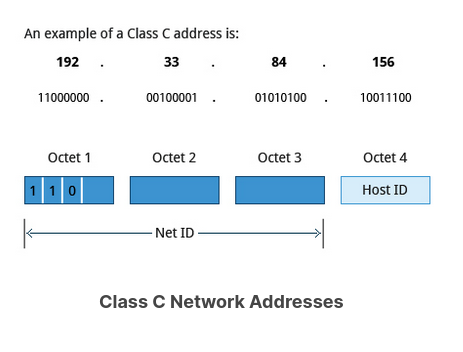 An example of a Class C address is:
192 . 33 . 84 . 156
11000000 . 00100001 . 01010100 . 10011100
Octet 1 Octet 2 Octet 3 Octet 4
1 1 0 Host ID
Net ID
Class C Network Addresses